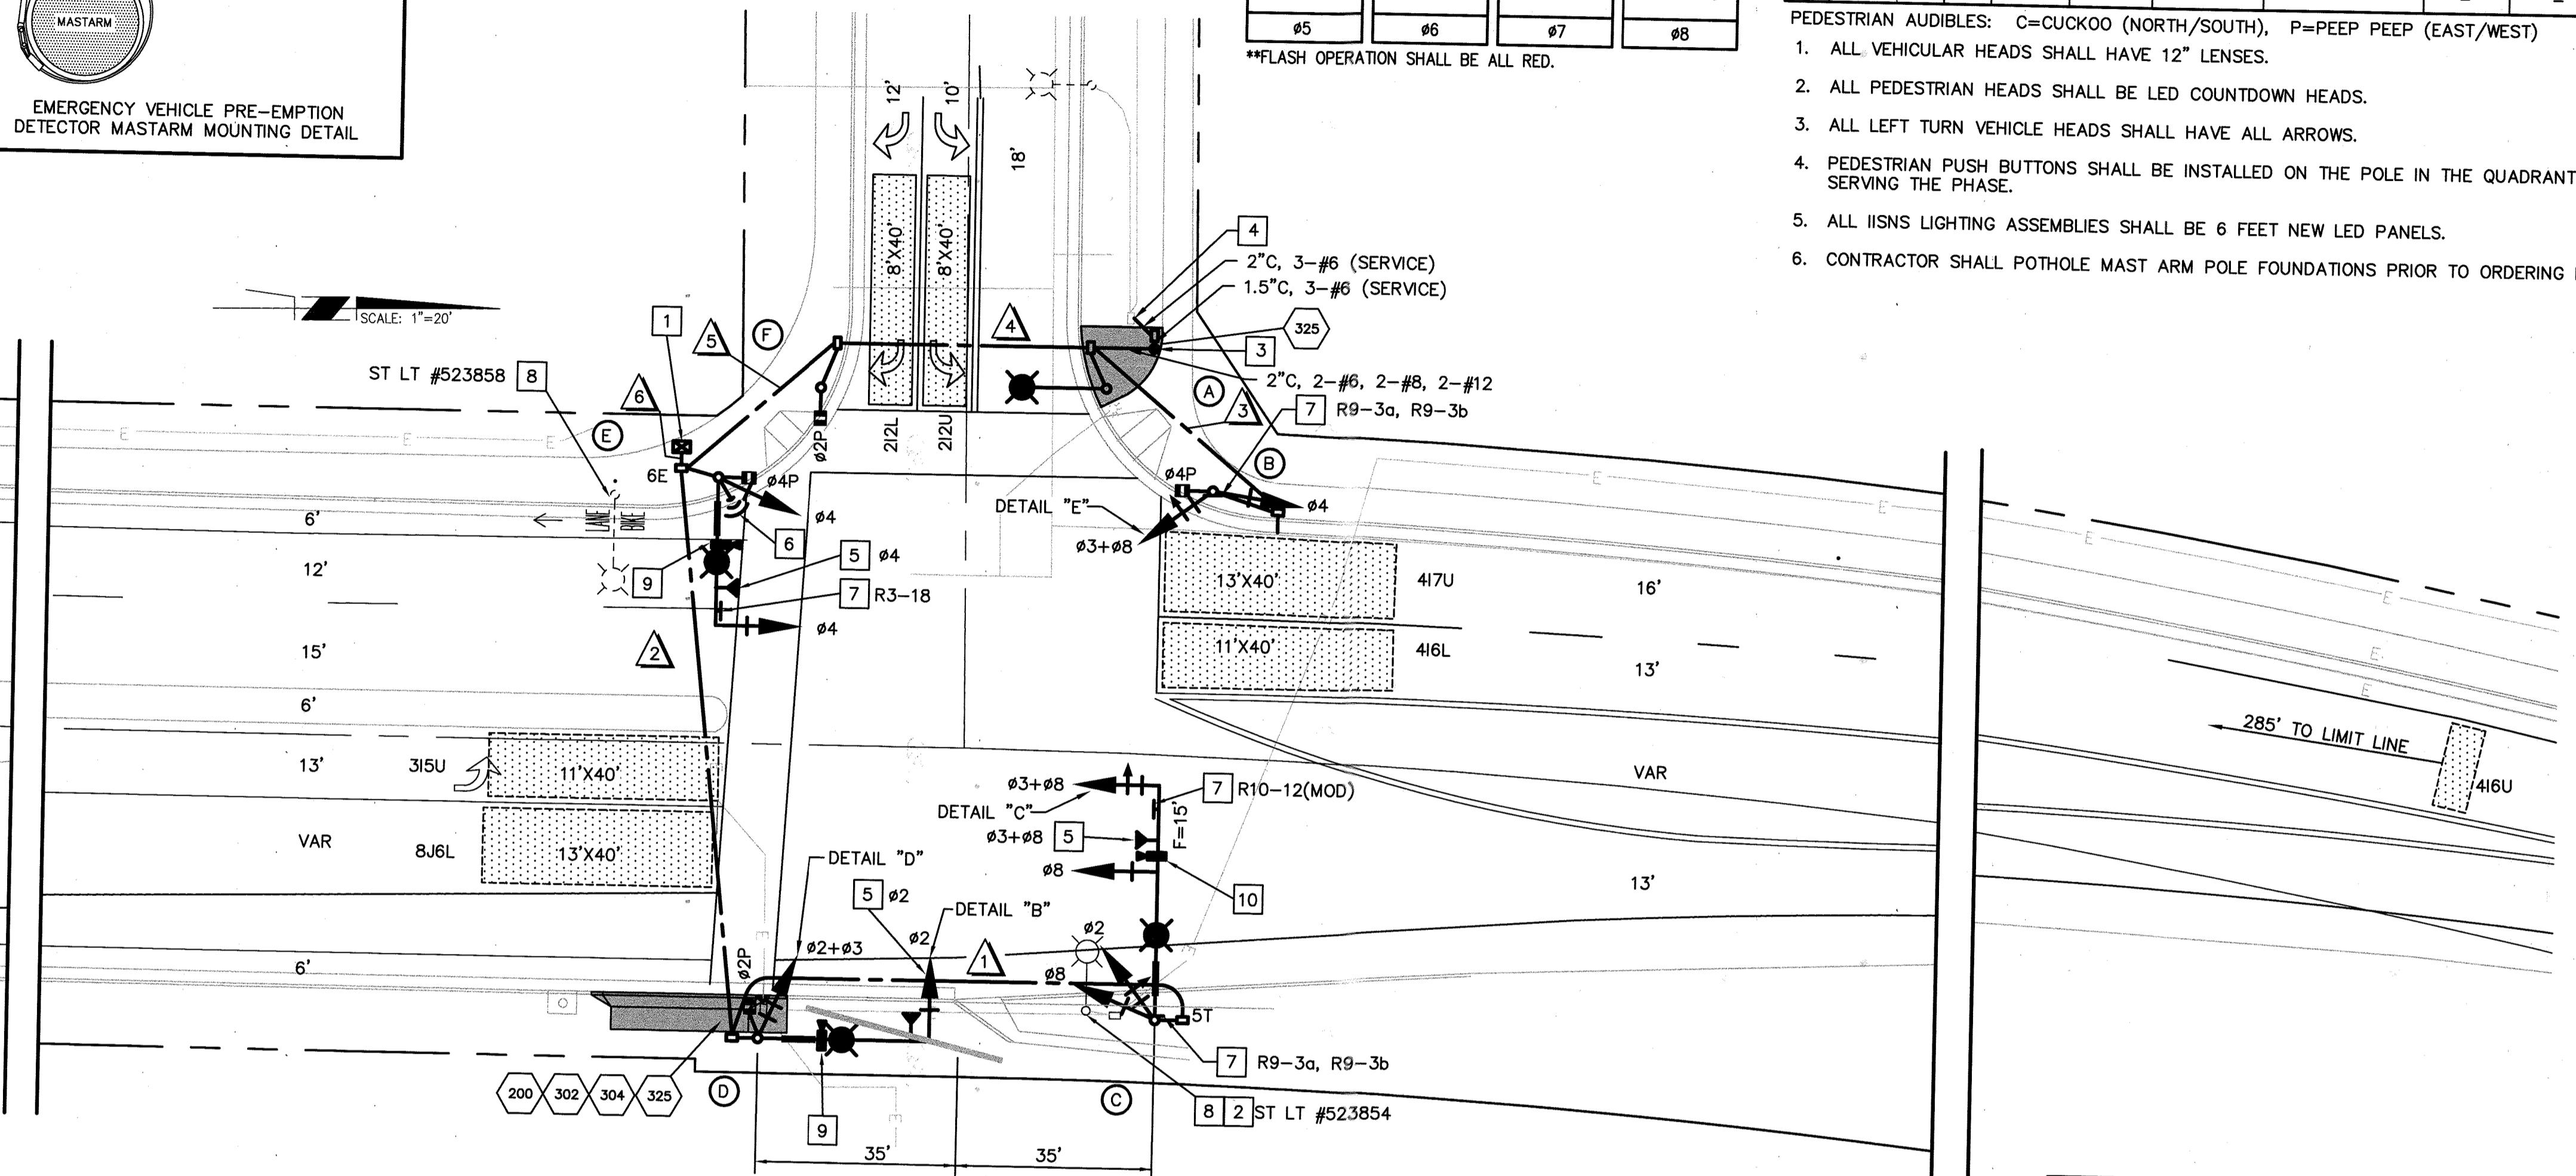 MASTARM
EMERGENCY VEHICLE PRE-EMPTION
DETECTOR MASTARM MOUNTING DETAIL
ø5
ø6
ø7
ø8
**FLASH OPERATION SHALL BE ALL RED.
PEDESTRIAN AUDIBLES: C=CUCKOO (NORTH/SOUTH), P=PEEP PEEP (EAST/WEST)
1. ALL VEHICULAR HEADS SHALL HAVE 12" LENSES.
2. ALL PEDESTRIAN HEADS SHALL BE LED COUNTDOWN HEADS.
3. ALL LEFT TURN VEHICLE HEADS SHALL HAVE ALL ARROWS.
4. PEDESTRIAN PUSH BUTTONS SHALL BE INSTALLED ON THE POLE IN THE QUADRANT
SERVING THE PHASE.
5. ALL IISNS LIGHTING ASSEMBLIES SHALL BE 6 FEET NEW LED PANELS.
6. CONTRACTOR SHALL POTHOLE MAST ARM POLE FOUNDATIONS PRIOR TO ORDERING
12'
10'
18'
8'X40'
8'X40'
4
2"C, 3-#6 (SERVICE)
1.5"C, 3-#6 (SERVICE)
325
3
2"C, 2-#6, 2-#8, 2-#12
7 R9-3a, R9-3b
SCALE: 1"=20'
1
5
F
4
A
3
B
ST LT #523858 8
6
E
E
E
E
6E
ø2P
2I2L
2I2U
ø4P
ø4
6
5 ø4
9
7 R3-18
ø4
LANE
BIKE
6'
12'
15'
6'
2
ø4P
DETAIL "E"
ø4
ø3+ø8
13'X40'
4I7U
16'
11'X40'
4I6L
13'
E
E
E
E
E
E
285' TO LIMIT LINE
4I6U
13'
3I5U
11'X40'
VAR
8J6L
13'X40'
6'
VAR
13'
ø3+ø8
7 R10-12(MOD)
DETAIL "C"
F=15'
ø3+ø8 5
ø8
10
DETAIL "D"
5 ø2
DETAIL "B"
ø2+ø3
ø2
1
ø2
ø8
E
ø2P
E
5T
7 R9-3a, R9-3b
200 302 304 325
D
C
8 2 ST LT #523854
9
E
35'
35'